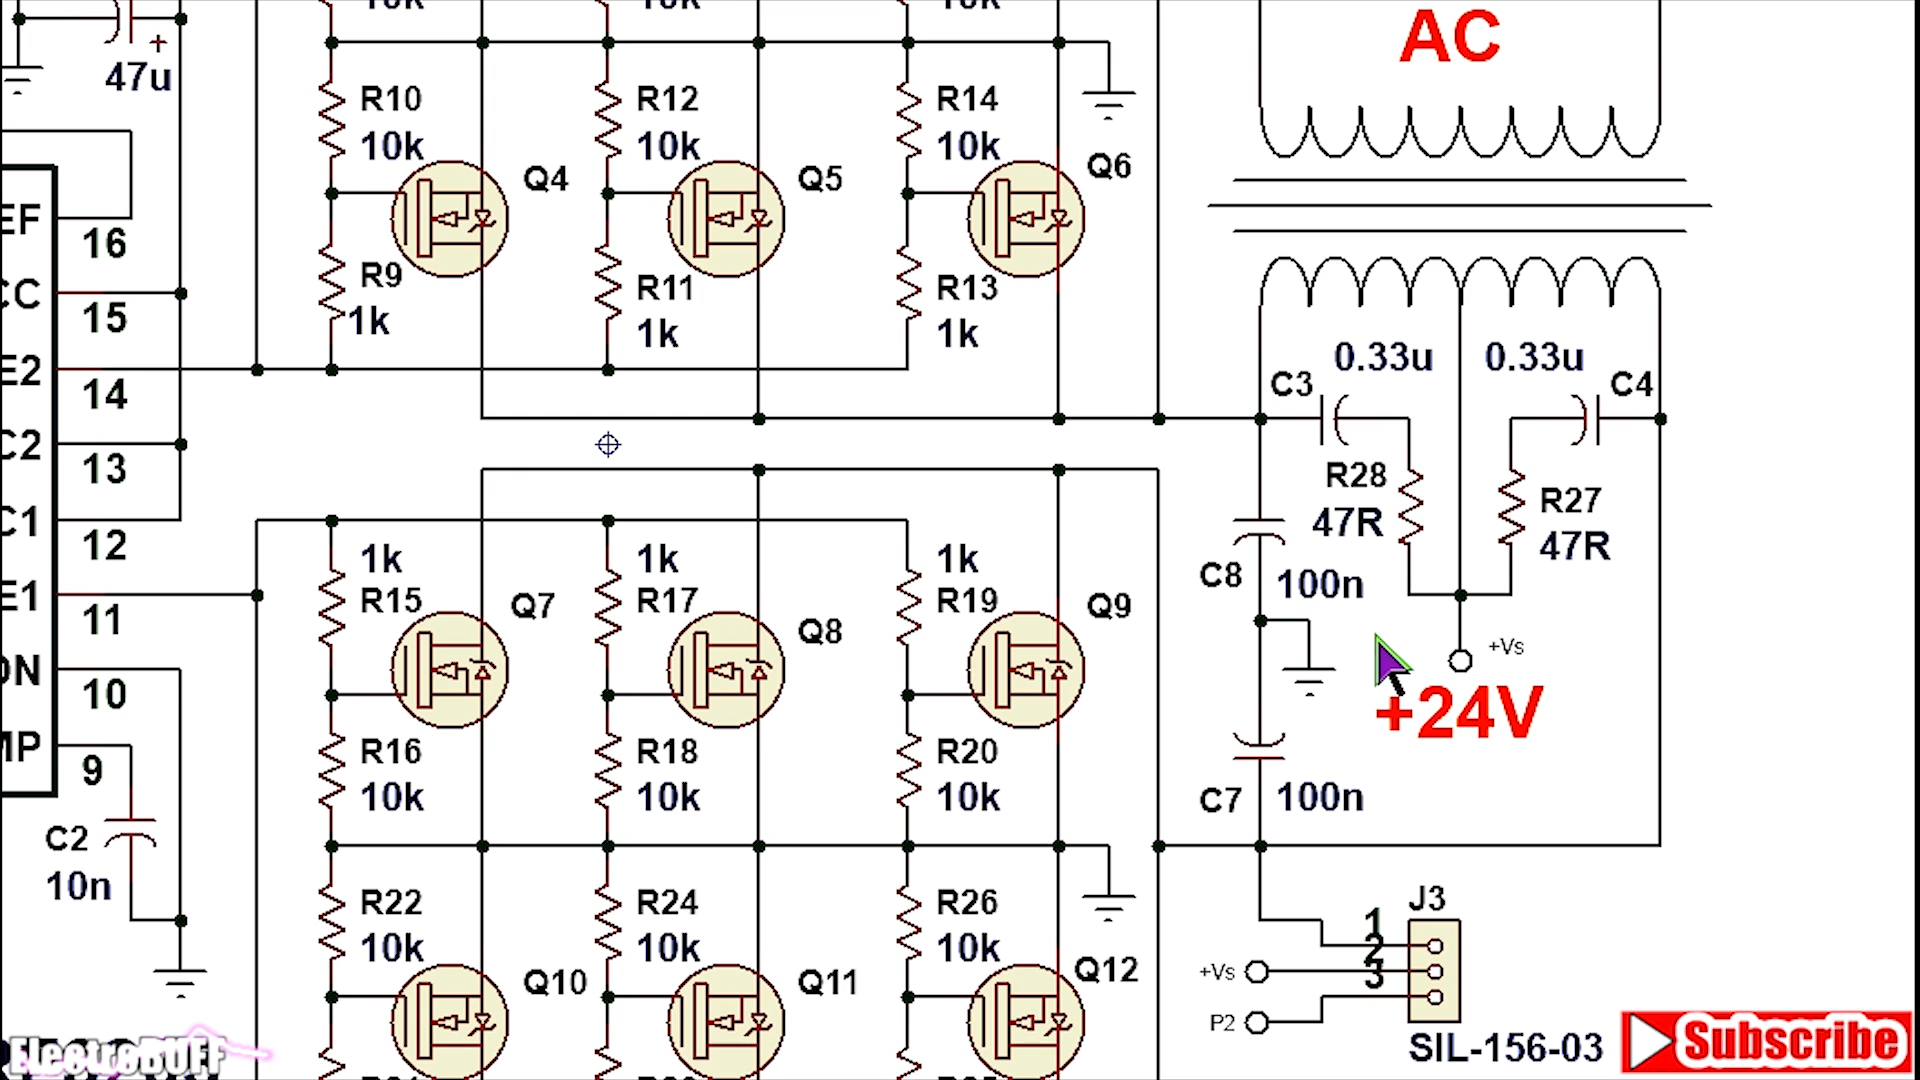 AC
47u
R10
10k
R12
10k
R14
10k
Q4
Q5
Q6
16
R9
1k
R11
1k
R13
1k
15
E2
14
0.33u
0.33u
C3
C4
C2
13
R28
47R
R27
47R
C1
12
1k
R15
1k
R17
1k
R19
Q7
Q8
Q9
C8
100n
E1
11
+Vs
+24V
10
R16
10k
R18
10k
R20
10k
9
C7
100n
C2
10n
R22
10k
R24
10k
R26
10k
J3
1
2
3
Q10
Q11
Q12
+Vs
P2
SIL-156-03
ElectroBUFF
Subscribe